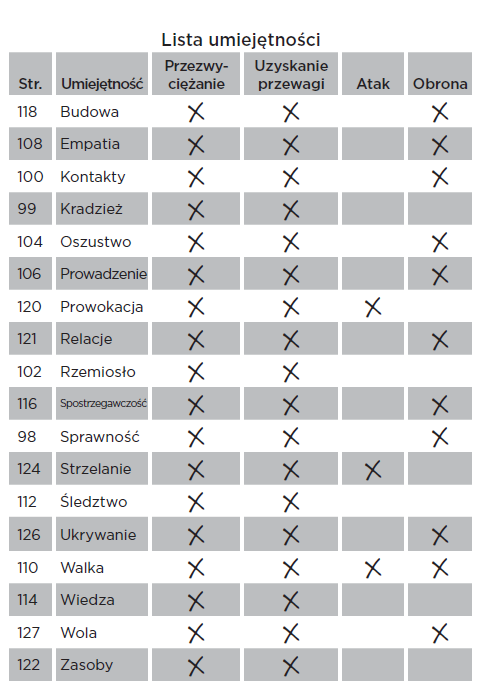 Lista umiejętności
Str. Umiejętność Przezwy-ciężanie Uzyskanie przewagi Atak Obrona
118 Budowa X X X
108 Empatia X X X
100 Kontakty X X X
99 Kradzież X X
104 Oszustwo X X X
106 Prowadzenie X X X
120 Prowokacja X X X
121 Relacje X X X
102 Rzemiosło X X
116 Spostrzegawczość X X X
98 Sprawność X X X
124 Strzelanie X X X
112 Śledztwo X X
126 Ukrywanie X X X
110 Walka X X X X
114 Wiedza X X
127 Wola X X X
122 Zasoby X X